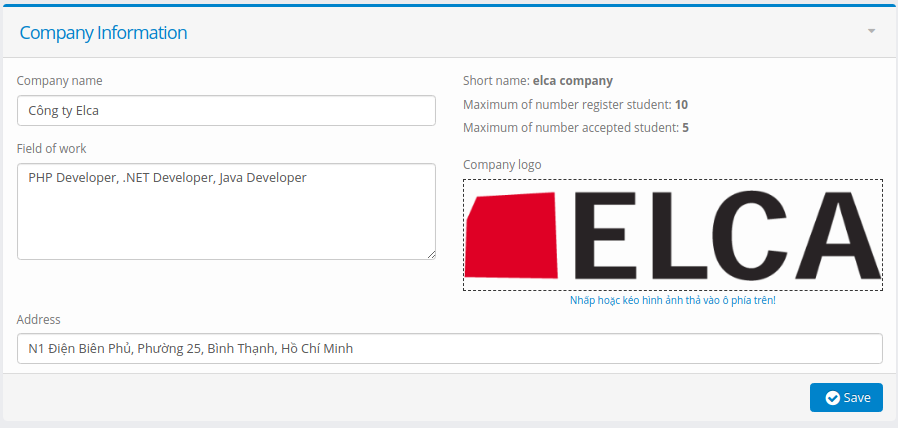 Company Information
Company name
Công ty Elca
Field of work
PHP Developer, .NET Developer, Java Developer
Short name: elca company
Maximum of number register student: 10
Maximum of number accepted student: 5
Company logo
ELCA
Nhấp hoặc kéo hình ảnh thả vào ô phía trên!
Address
N1 Điện Biên Phủ, Phường 25, Bình Thạnh, Hồ Chí Minh
Save